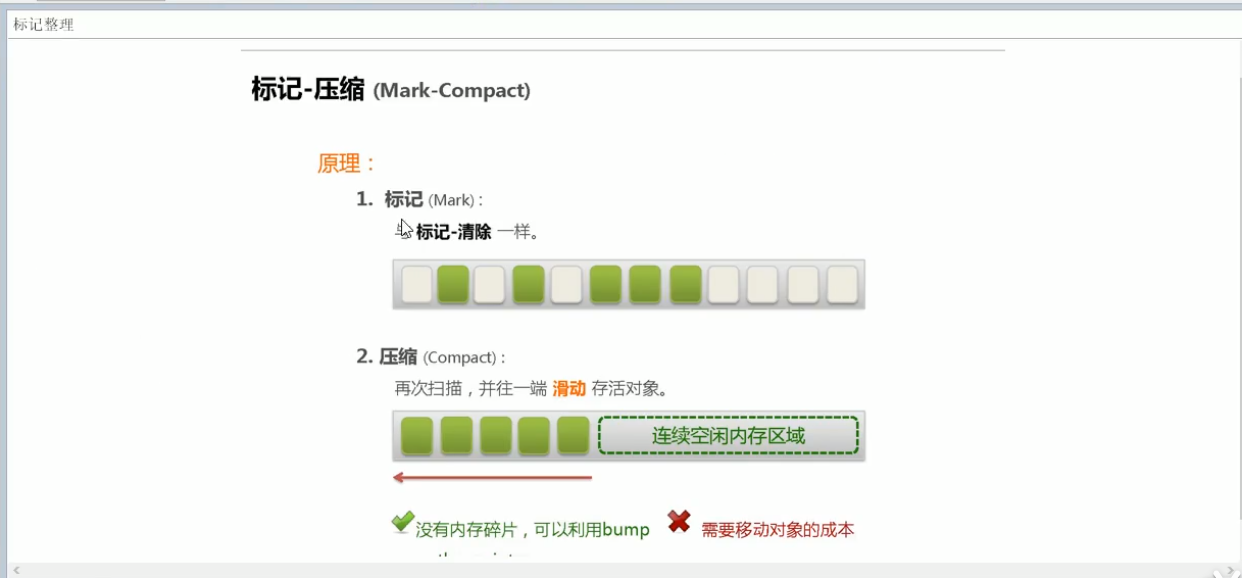 标记整理
标记-压缩 (Mark-Compact)
原理：
1. 标记 (Mark)：
标记-清除 一样。
2. 压缩 (Compact)：
再次扫描，并往一端 滑动 存活对象。
连续空闲内存区域
没有内存碎片，可以利用bump
需要移动对象的成本